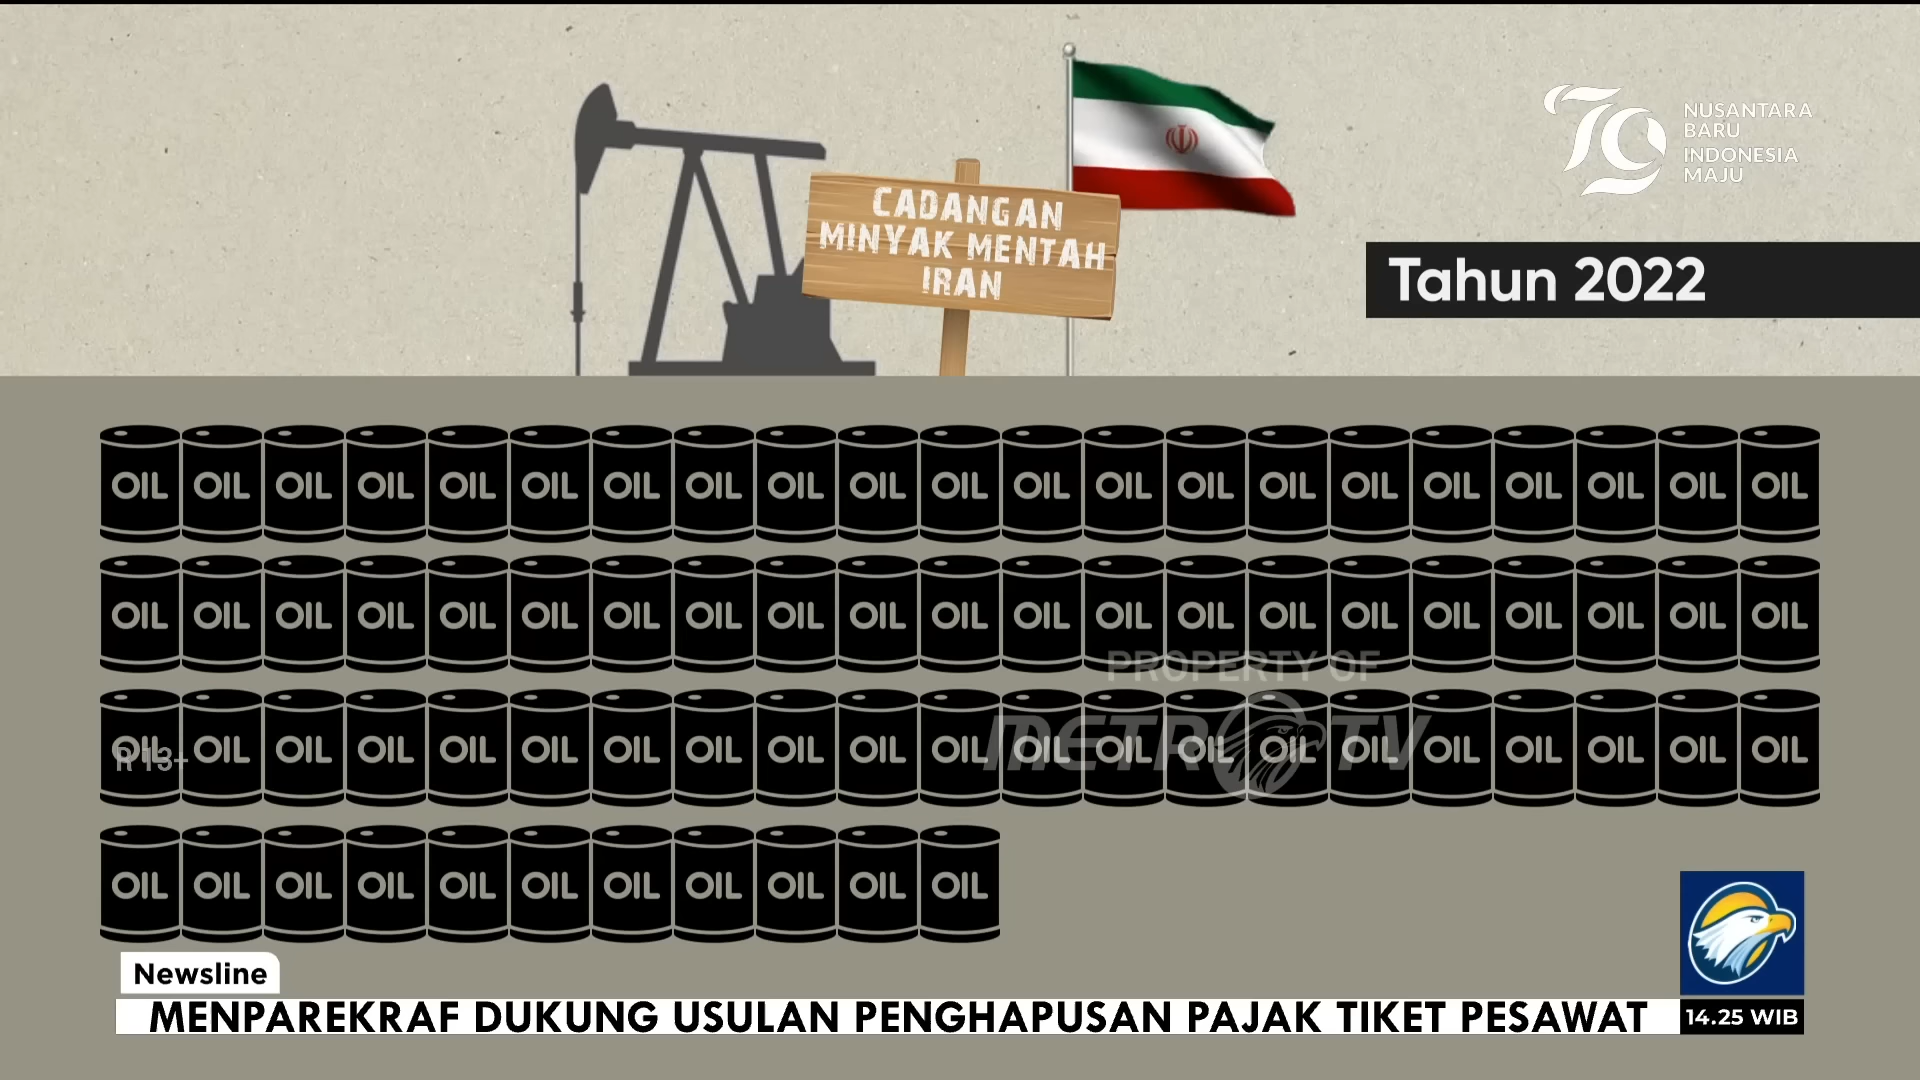 NUSANTARA
BARU
INDONESIA
MAJU
CADANGAN
MINYAK MENTAH
IRAN
Tahun 2022
OIL OIL OIL OIL OIL OIL OIL OIL OIL OIL OIL OIL OIL OIL OIL OIL OIL OIL OIL OIL OIL
OIL OIL OIL OIL OIL OIL OIL OIL OIL OIL OIL OIL OIL OIL OIL OIL OIL OIL OIL OIL OIL
PROPERTY OF
METRO TV
OIL OIL OIL OIL OIL OIL OIL OIL OIL OIL OIL OIL OIL OIL OIL OIL OIL OIL OIL OIL OIL
R 13+
OIL OIL OIL OIL OIL OIL OIL OIL OIL OIL OIL
Newsline
MENPAREKRAF DUKUNG USULAN PENGHAPUSAN PAJAK TIKET PESAWAT
14.25 WIB